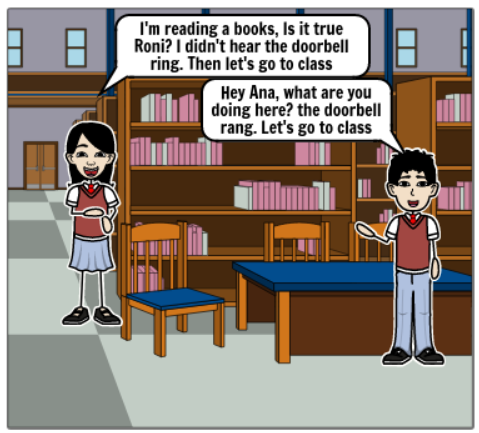 I'm reading a books, Is it true
Roni? I didn't hear the doorbell
ring. Then let's go to class
Hey Ana, what are you
doing here? the doorbell
rang. Let's go to class